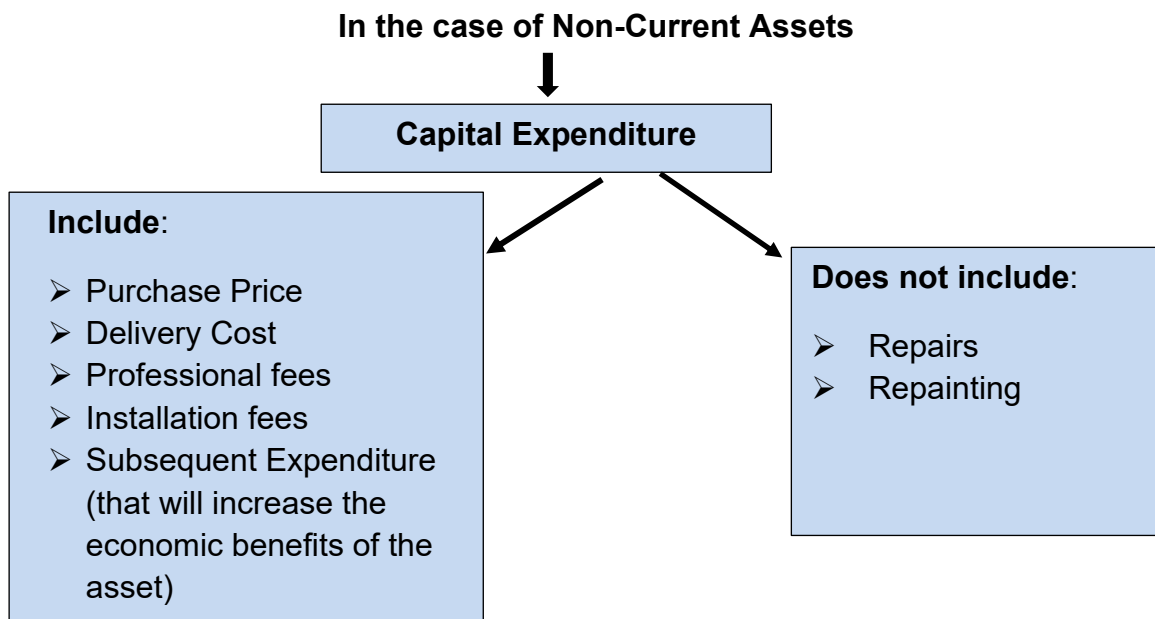 In the case of Non-Current Assets
Capital Expenditure
Include:
➢ Purchase Price
➢ Delivery Cost
➢ Professional fees
➢ Installation fees
➢ Subsequent Expenditure
(that will increase the
economic benefits of the
asset)
Does not include:
➢ Repairs
➢ Repainting